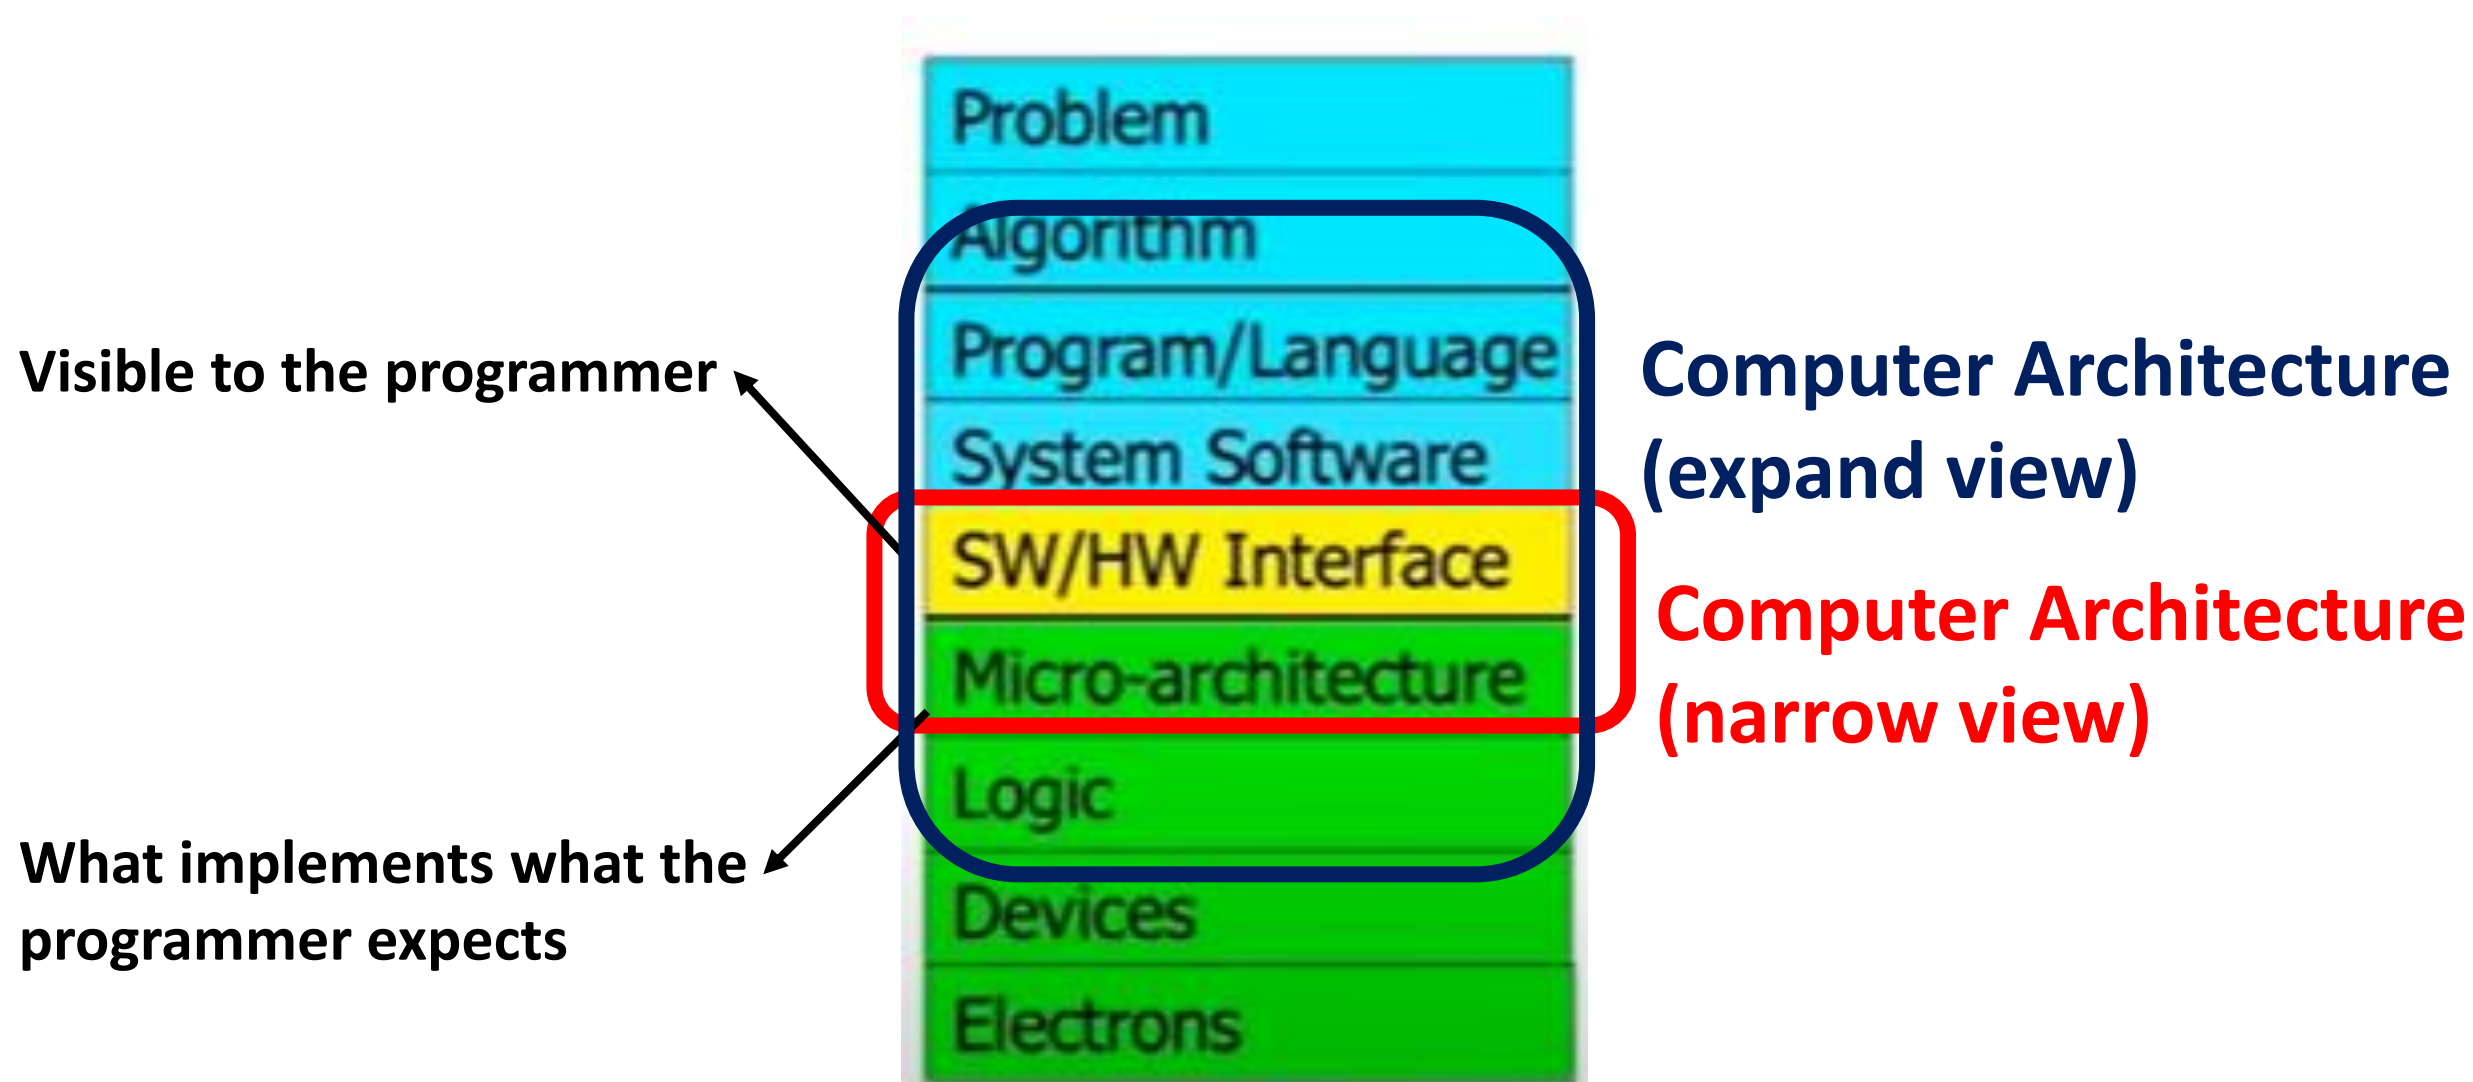 Problem
Algorithm
Program/Language
System Software
SW/HW Interface
Micro-architecture
Logic
Devices
Electrons
Visible to the programmer
What implements what the
programmer expects
Computer Architecture
(expand view)
Computer Architecture
(narrow view)